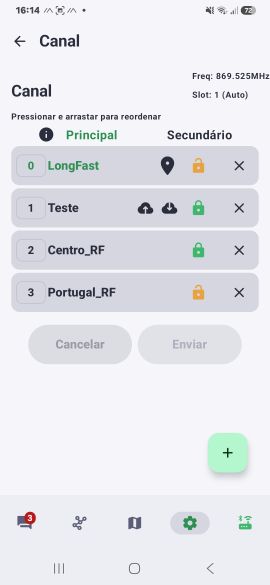 16:14
72
Canal
Freq: 869.525MHz
Canal
Slot: 1 (Auto)
Pressionar e arrastar para reordenar
Principal
Secundário
0 LongFast
1 Teste
2 Centro_RF
3 Portugal_RF
Cancelar
Enviar
+
3